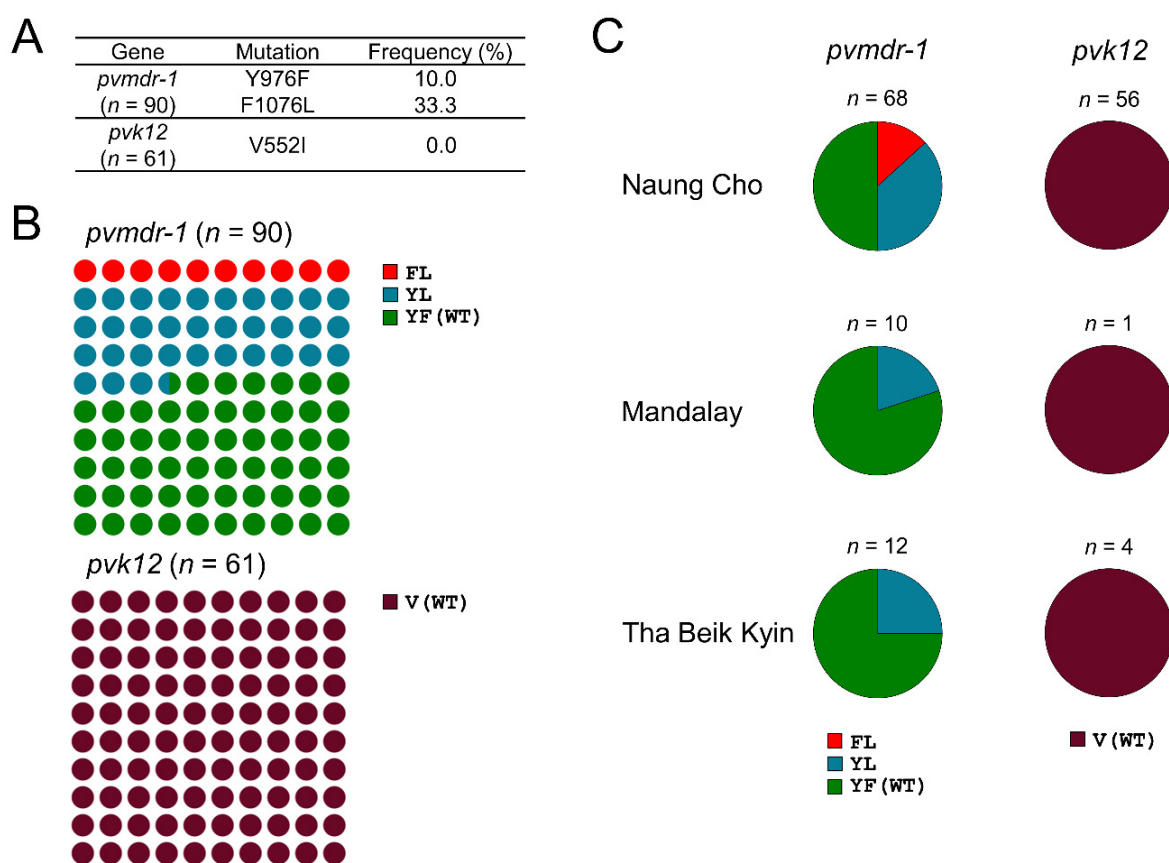 A
Gene Mutation Frequency (%)
pvmdr-1 Y976F 10.0
(n = 90) F1076L 33.3
pvk12
(n = 61) V552I 0.0
B
pvmdr-1 (n = 90)
FL
YL
YF(WT)
pvk12 (n = 61)
V(WT)
C
pvmdr-1 pvk12
n = 68 n = 56
Naung Cho
n = 10 n = 1
Mandalay
n = 12 n = 4
Tha Beik Kyin
FL V(WT)
YL
YF(WT)